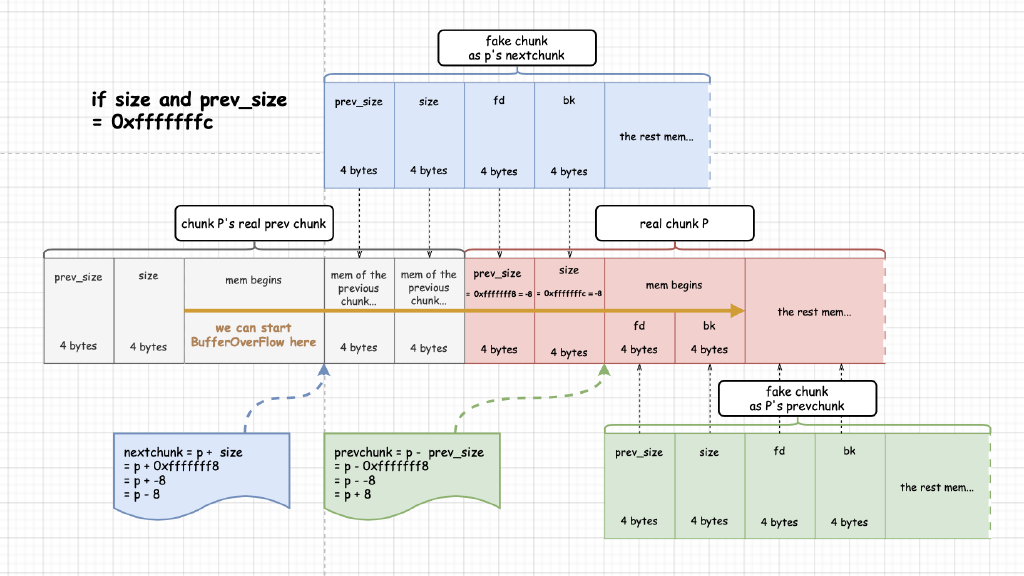 fake chunk
as p's nextchunk
if size and prev_size
= 0xfffffffc
prev_size
size
fd
bk
the rest mem...
4 bytes
4 bytes
4 bytes
4 bytes
chunk P's real prev chunk
real chunk P
prev_size
size
mem begins
mem of the
previous
chunk...
mem of the
previous
chunk...
prev_size
= 0xfffffff8 = -8
size
= 0xfffffffc = -8
mem begins
the rest mem...
we can start
BufferOverFlow here
fd
bk
4 bytes
4 bytes
4 bytes
4 bytes
4 bytes
4 bytes
4 bytes
4 bytes
fake chunk
as P's prevchunk
nextchunk = p + size
= p + 0xfffffff8
= p + -8
= p - 8
prevchunk = p - prev_size
= p - 0xfffffff8
= p - -8
= p + 8
prev_size
size
fd
bk
the rest mem...
4 bytes
4 bytes
4 bytes
4 bytes